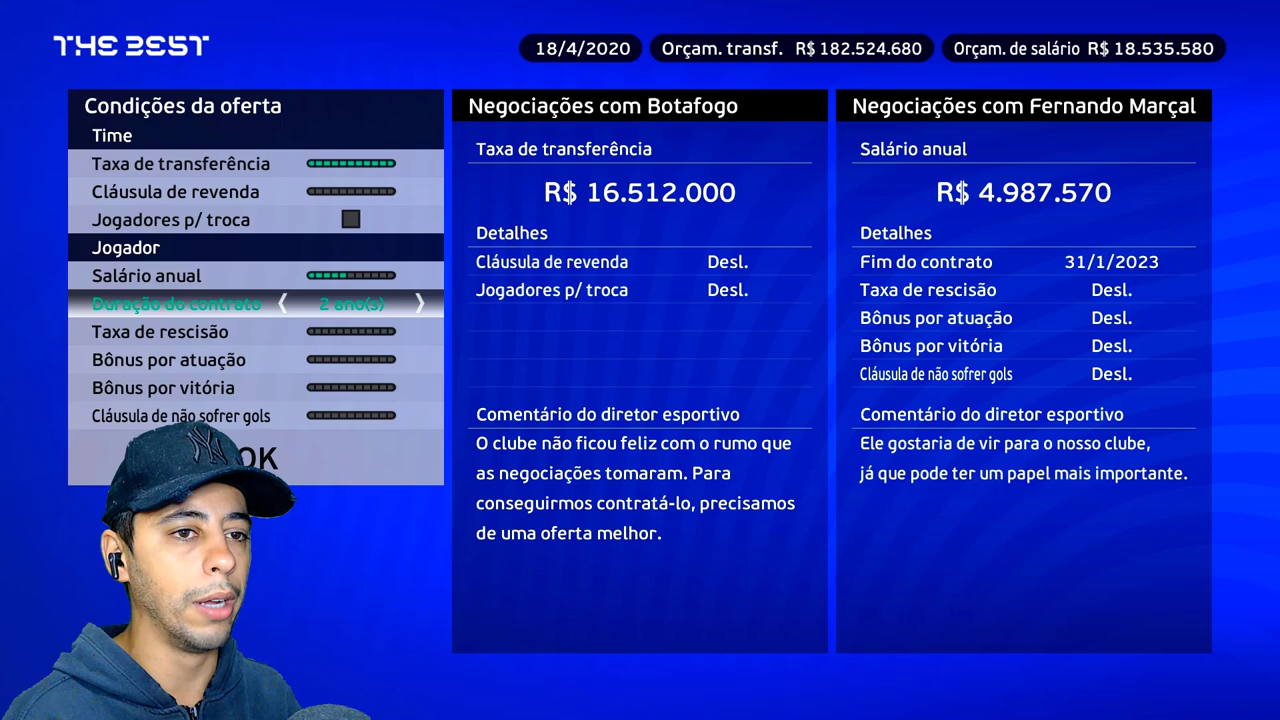 THE BEST
18/4/2020
Orçam. transf. R$ 182.524.680
Orçam. de salário R$ 18.535.580
Condições da oferta
Time
Taxa de transferência
Cláusula de revenda
Jogadores p/ troca
Jogador
Salário anual
Duração do contrato 2 ano(s)
Taxa de rescisão
Bônus por atuação
Bônus por vitória
Cláusula de não sofrer gols
OK
NY
Negociações com Botafogo
Taxa de transferência
R$ 16.512.000
Detalhes
Cláusula de revenda Desl.
Jogadores p/ troca Desl.
Comentário do diretor esportivo
O clube não ficou feliz com o rumo que
as negociações tomaram. Para
conseguirmos contratá-lo, precisamos
de uma oferta melhor.
Negociações com Fernando Marçal
Salário anual
R$ 4.987.570
Detalhes
Fim do contrato 31/1/2023
Taxa de rescisão Desl.
Bônus por atuação Desl.
Bônus por vitória Desl.
Cláusula de não sofrer gols Desl.
Comentário do diretor esportivo
Ele gostaria de vir para o nosso clube,
já que pode ter um papel mais importante.